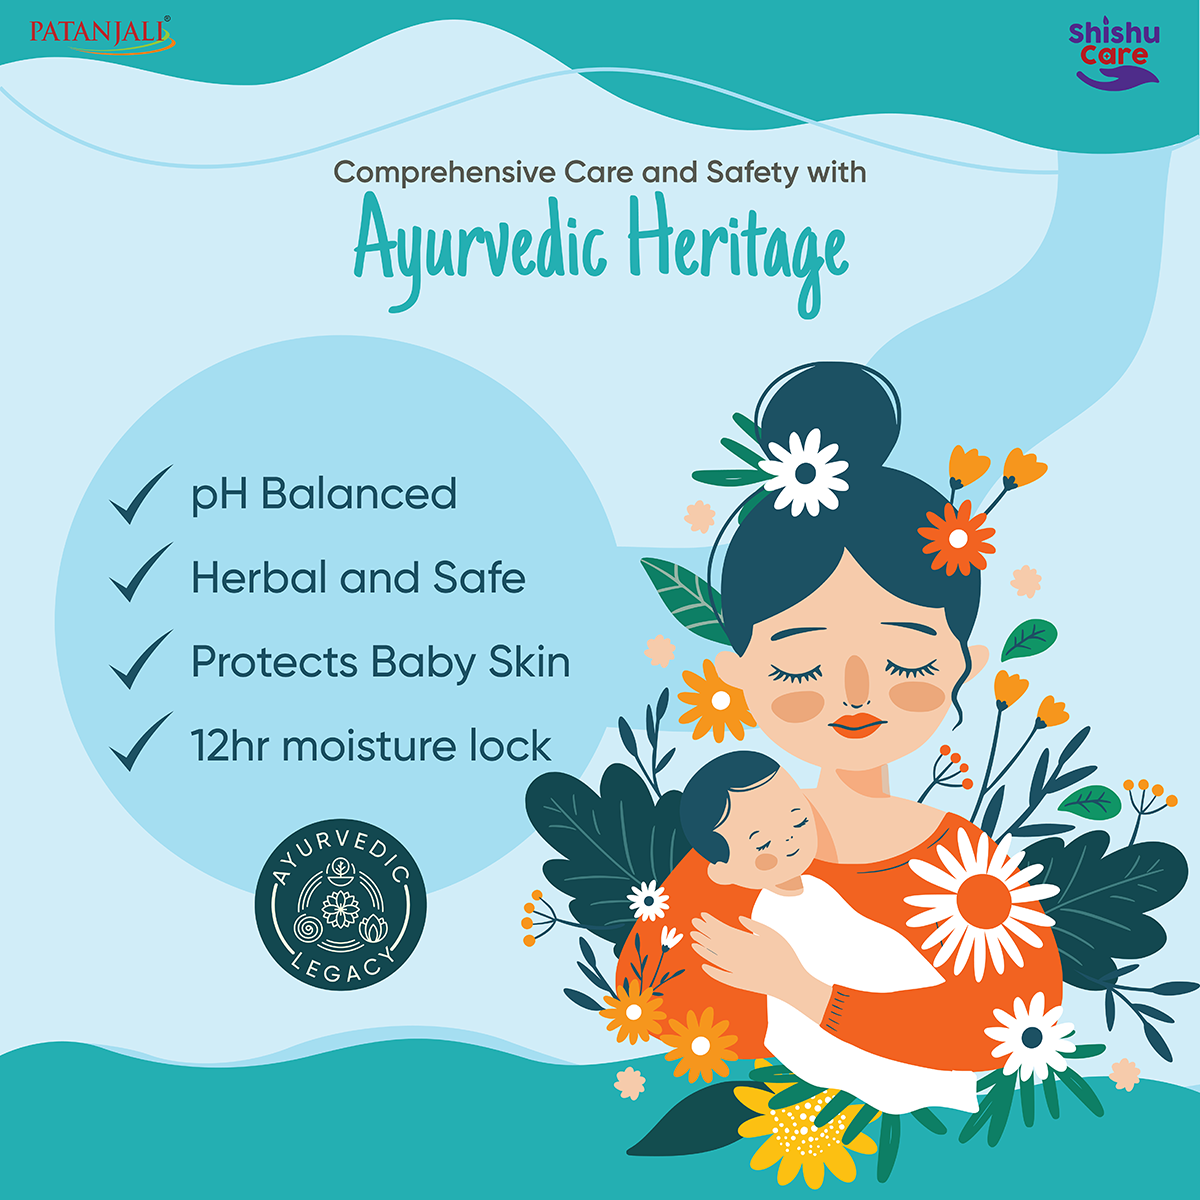 PATANJALI®
Shishu
Care
Comprehensive Care and Safety with
Ayurvedic Heritage
pH Balanced
Herbal and Safe
Protects Baby Skin
12hr moisture lock
AYURVEDIC
LEGACY